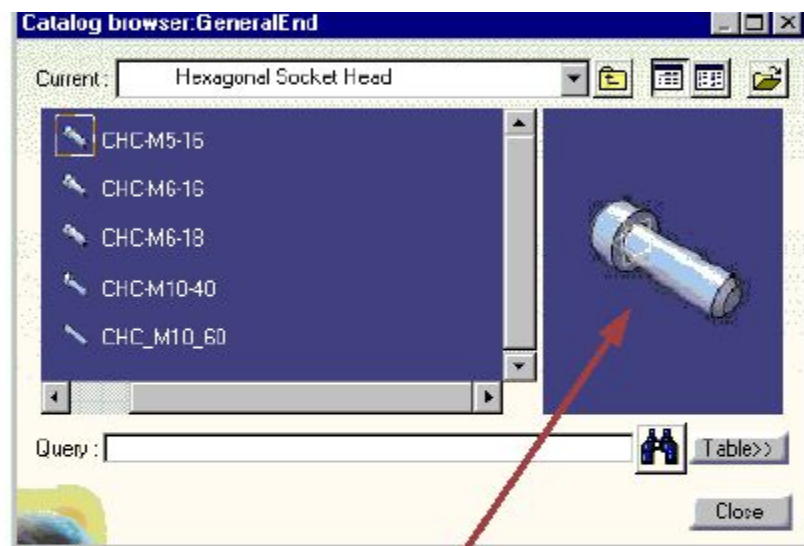 Catalog browser:GeneralEnd
Current : Hexagonal Socket Head
CHC-M5-16
CHC-M6-16
CHC-M6-18
CHC-M10-40
CHC_M10_60
Query :
Table>>
Close